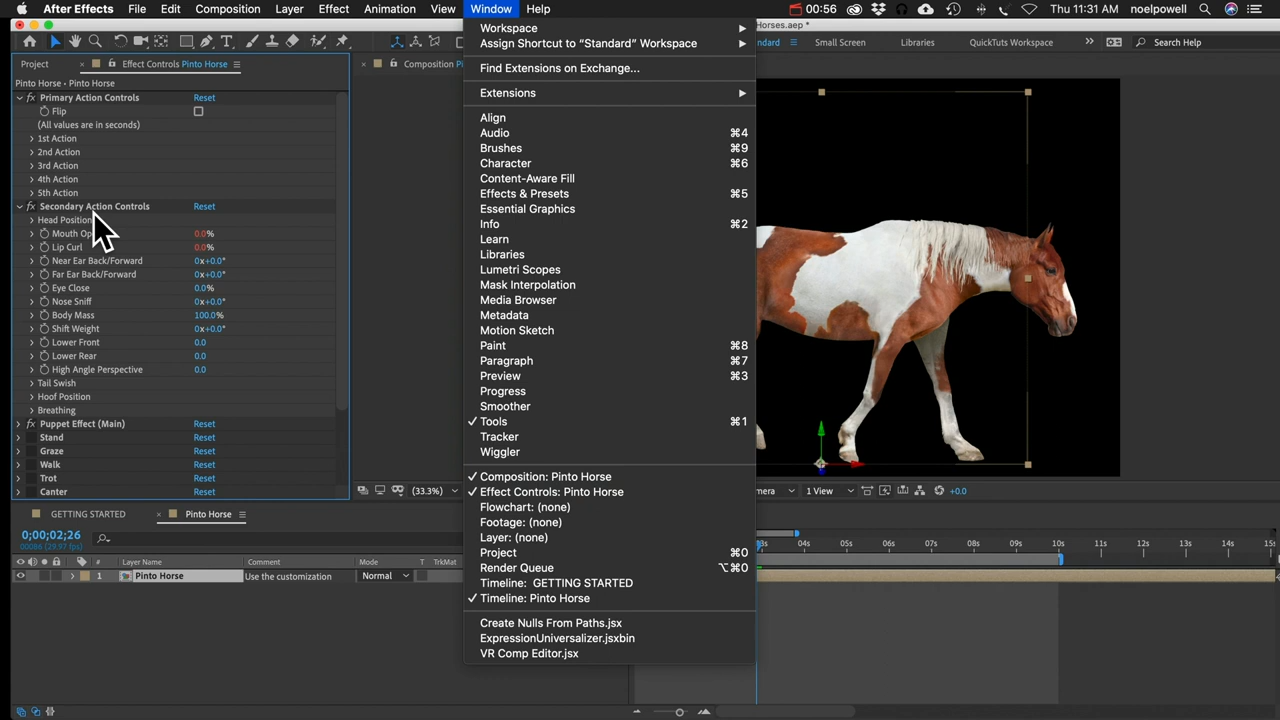 After Effects File Edit Composition Layer Effect Animation View Window Help 00:56 Thu 11:31 AM noelpowell
Horses.aep *
ndard Small Screen Libraries QuickTuts Workspace Search Help
Project Effect Controls Pinto Horse Composition Pi
Pinto Horse • Pinto Horse
Primary Action Controls Reset
Flip
(All values are in seconds)
1st Action
2nd Action
3rd Action
4th Action
5th Action
Secondary Action Controls Reset
Head Position
Mouth Op 0.0%
Lip Curl 0.0%
Near Ear Back/Forward 0x+0.0°
Far Ear Back/Forward 0x+0.0°
Eye Close 0.0%
Nose Sniff 0x+0.0°
Body Mass 100.0%
Shift Weight 0x+0.0°
Lower Front 0.0
Lower Rear 0.0
High Angle Perspective 0.0
Tail Swish
Hoof Position
Breathing
Puppet Effect (Main) Reset
Stand Reset
Graze Reset
Walk Reset
Trot Reset
Canter Reset
Workspace
Assign Shortcut to “Standard” Workspace
Find Extensions on Exchange...
Extensions
Align
Audio ⌘4
Brushes ⌘9
Character ⌘6
Content-Aware Fill
Effects & Presets ⌘5
Essential Graphics
Info ⌘2
Learn
Libraries
Lumetri Scopes
Mask Interpolation
Media Browser
Metadata
Motion Sketch
Paint ⌘8
Paragraph ⌘7
Preview ⌘3
Progress
Smoother
✓ Tools ⌘1
Tracker
Wiggler
✓ Composition: Pinto Horse
✓ Effect Controls: Pinto Horse
Flowchart: (none)
Footage: (none)
Layer: (none)
Project ⌘0
Render Queue ⌥⌘0
Timeline: GETTING STARTED
✓ Timeline: Pinto Horse
Create Nulls From Paths.jsx
ExpressionUniversalizer.jsxbin
VR Comp Editor.jsx
(33.3%) mera 1 View +0.0
GETTING STARTED Pinto Horse
0;00;02;26
00086 (29.97 fps)
3s 04s 05s 06s 07s 08s 09s 10s 11s 12s 13s 14s 15s
# Layer Name Comment Mode T TrkMat
1 Pinto Horse Use the customization Normal